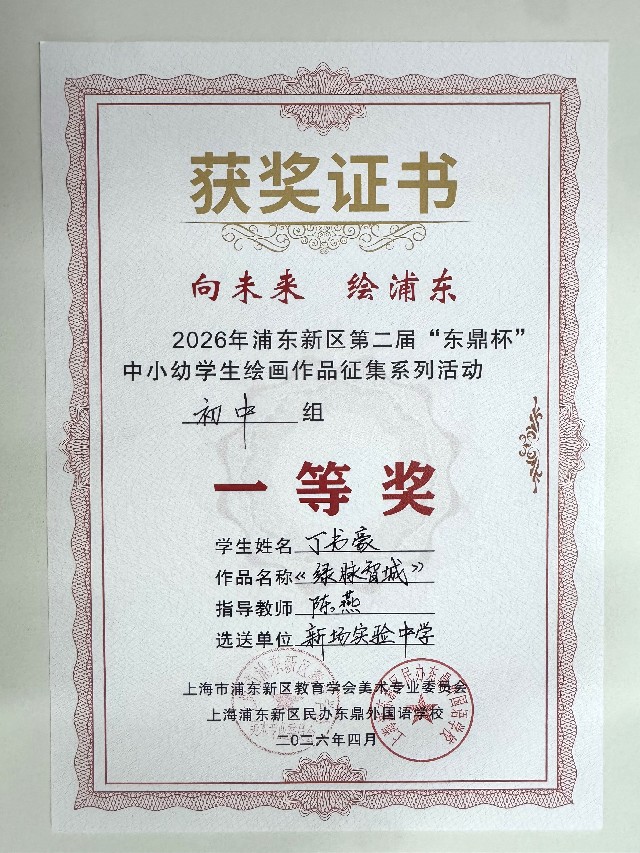 获奖证书
向未来 绘浦东
2026年浦东新区第二届“东鼎杯”
中小幼学生绘画作品征集系列活动
初中组
一等奖
学生姓名 丁书豪
作品名称《绿脉智城》
指导教师 陈燕
选送单位 新场实验中学
上海市浦东新区教育学会美术专业委员会
上海浦东新区民办东鼎外国语学校
二〇二六年四月